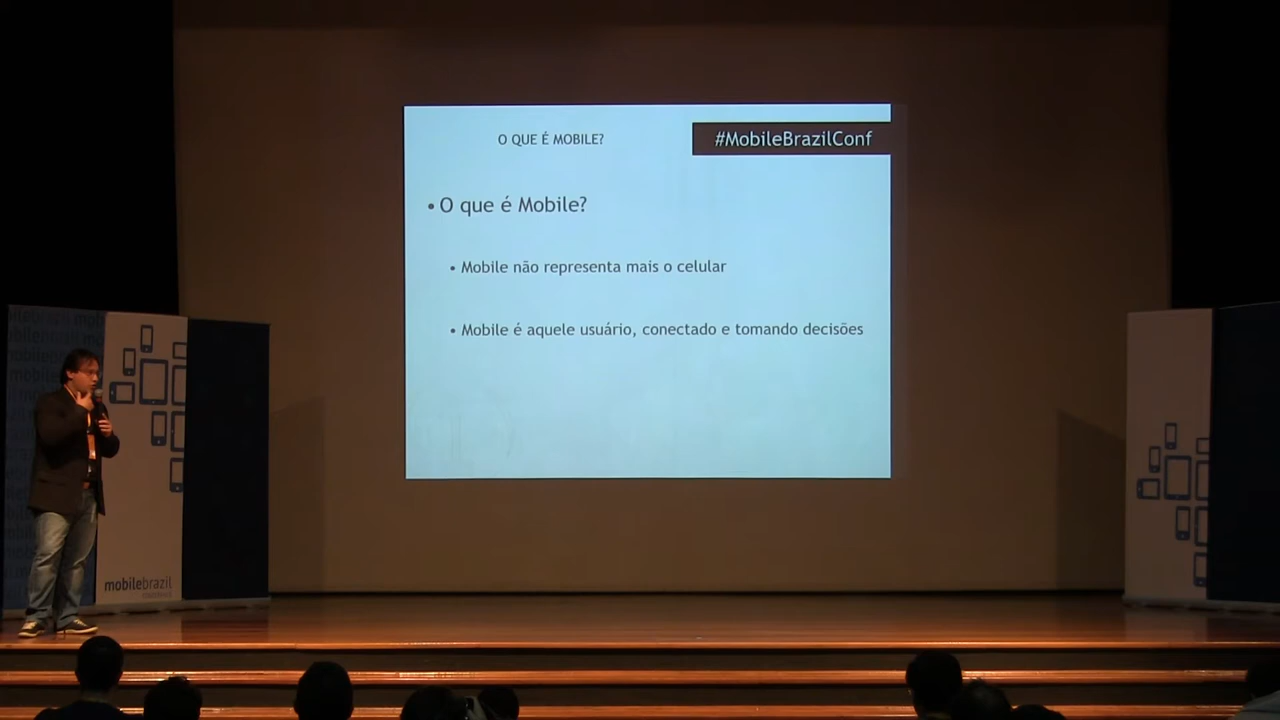 O QUE É MOBILE?
#MobileBrazilConf
• O que é Mobile?
• Mobile não representa mais o celular
• Mobile é aquele usuário, conectado e tomando decisões
mobilebrazil